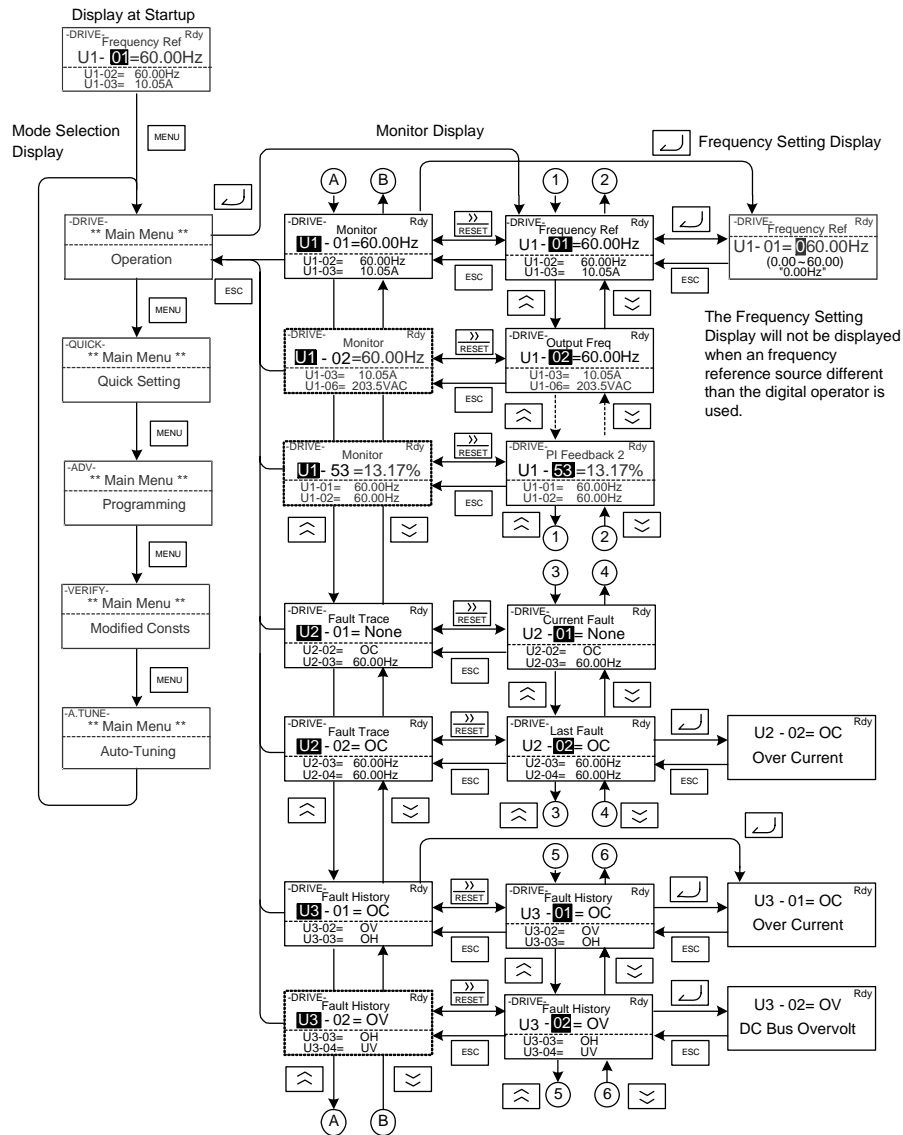 Display at Startup
-DRIVE- Frequency Ref Rdy
U1- 01=60.00Hz
U1-02= 60.00Hz
U1-03= 10.05A
Mode Selection
Display
MENU
Monitor Display
Frequency Setting Display
A B 1 2
-DRIVE-
** Main Menu **
Operation
-DRIVE- Monitor Rdy
U1 - 01=60.00Hz
U1-02= 60.00Hz
U1-03= 10.05A
>> RESET
ESC
-DRIVE- Frequency Ref Rdy
U1- 01=60.00Hz
U1-02= 60.00Hz
U1-03= 10.05A
ESC
-DRIVE- Frequency Ref Rdy
U1- 01= 060.00Hz
(0.00 ~ 60.00)
"0.00Hz"
ESC
MENU
The Frequency Setting
Display will not be displayed
when an frequency
reference source different
than the digital operator is
used.
-QUICK-
** Main Menu **
Quick Setting
-DRIVE- Monitor Rdy
U1 - 02=60.00Hz
U1-03= 10.05A
U1-06= 203.5VAC
>> RESET
ESC
-DRIVE- Output Freq Rdy
U1- 02=60.00Hz
U1-03= 10.05A
U1-06= 203.5VAC
MENU
-ADV-
** Main Menu **
Programming
-DRIVE- Monitor Rdy
U1 - 53 =13.17%
U1-01= 60.00Hz
U1-02= 60.00Hz
>> RESET
ESC
-DRIVE- PI Feedback 2 Rdy
U1 - 53 =13.17%
U1-01= 60.00Hz
U1-02= 60.00Hz
1 2
MENU
3 4
-VERIFY-
** Main Menu **
Modified Consts
-DRIVE- Fault Trace Rdy
U2 - 01= None
U2-02= OC
U2-03= 60.00Hz
>> RESET
ESC
-DRIVE- Current Fault Rdy
U2 - 01= None
U2-02= OC
U2-03= 60.00Hz
MENU
-A.TUNE-
** Main Menu **
Auto-Tuning
-DRIVE- Fault Trace Rdy
U2 - 02= OC
U2-03= 60.00Hz
U2-04= 60.00Hz
>> RESET
ESC
-DRIVE- Last Fault Rdy
U2 - 02= OC
U2-03= 60.00Hz
U2-04= 60.00Hz
ESC
U2 - 02= OC Rdy
Over Current
3 4
5 6
-DRIVE- Fault History Rdy
U3 - 01= OC
U3-02= OV
U3-03= OH
>> RESET
ESC
-DRIVE- Fault History Rdy
U3 - 01= OC
U3-02= OV
U3-03= OH
ESC
U3 - 01= OC Rdy
Over Current
-DRIVE- Fault History Rdy
U3 - 02= OV
U3-03= OH
U3-04= UV
>> RESET
ESC
-DRIVE- Fault History Rdy
U3 - 02= OV
U3-03= OH
U3-04= UV
ESC
U3 - 02= OV Rdy
DC Bus Overvolt
5 6
A B